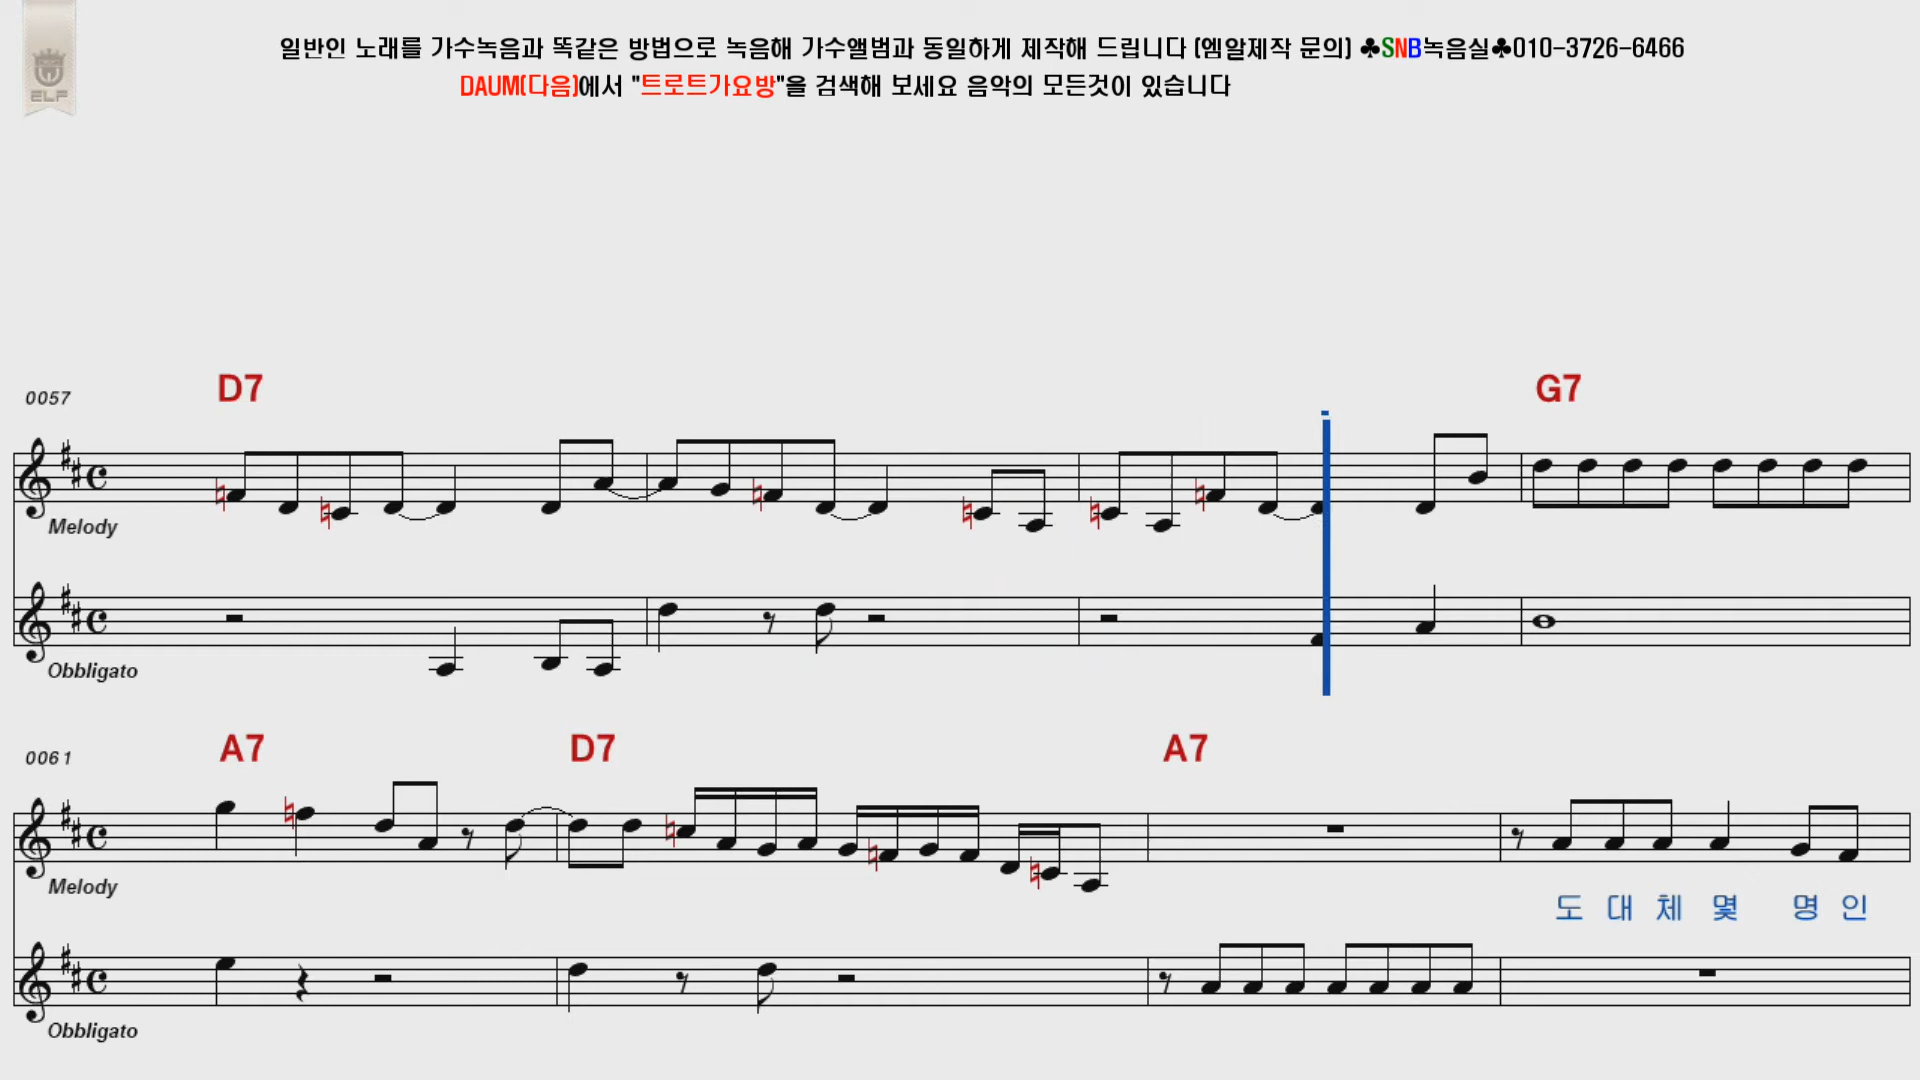 ELF
일반인 노래를 가수녹음과 똑같은 방법으로 녹음해 가수앨범과 동일하게 제작해 드립니다 (엠알제작 문의) ♣SNB녹음실♣010-3726-6466
DAUM(다음)에서 "트로트가요방"을 검색해 보세요 음악의 모든것이 있습니다
0057 D7 G7
Melody
Obbligato
0061 A7 D7 A7
Melody
도 대 체 몇 명 인
Obbligato